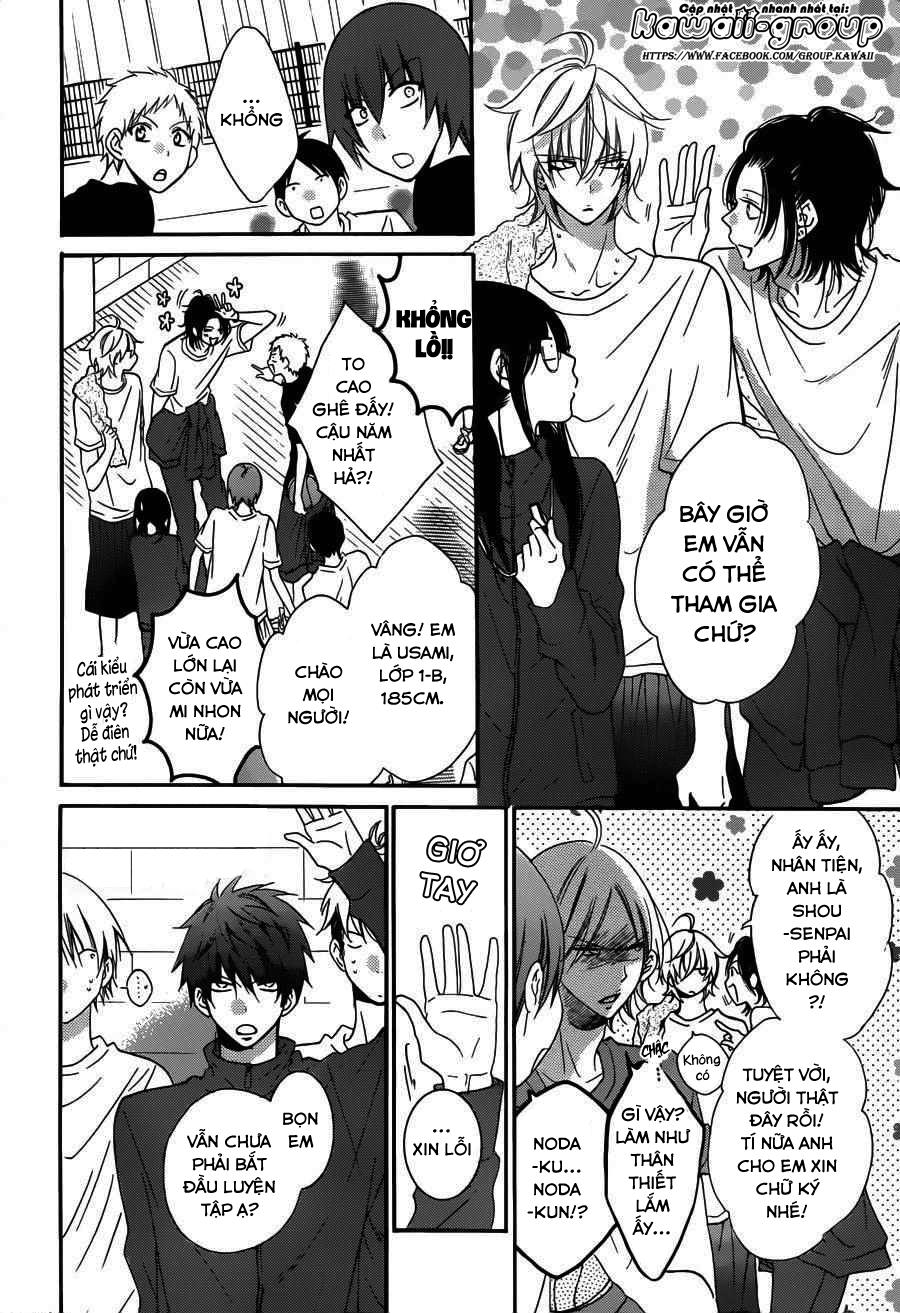 Cập nhật nhanh nhất tại:
kawaii-group
HTTPS://WWW.FACEBOOK.COM/GROUP.KAWAII
BÂY GIỜ
EM VẪN
CÓ THỂ
THAM GIA
CHỨ?
...
KHỔNG
KHỔNG
LỒ!!
TO
CAO
GHÊ ĐẤY!
CẬU NĂM
NHẤT
HẢ?!
VÂNG! EM
LÀ USAMI,
LỚP 1-B,
185CM.
CHÀO
MỌI
NGƯỜI!
VỪA CAO
LỚN LẠI
CÒN VỪA
MI NHON
NỮA!
Cái kiểu
phát triển
gì vậy?
Dễ điên
thật chứ!
ẤY ẤY,
NHÂN TIỆN,
ANH LÀ
SHOU
-SENPAI
PHẢI
KHÔNG
?!
TUYỆT VỜI,
NGƯỜI THẬT
ĐÂY RỒI!
TÍ NỮA ANH
CHO EM XIN
CHỮ KÝ
NHÉ!
Không
có
CHẬC
...
GÌ VẬY?
LÀM NHƯ
THÂN
THIẾT
LẮM
ẤY...
NODA
-KU...
NODA
-KUN!?
GIƠ
TAY
...
XIN LỖI
...
BỌN
EM
VẪN CHƯA
PHẢI BẮT
ĐẦU LUYỆN
TẬP Ạ?